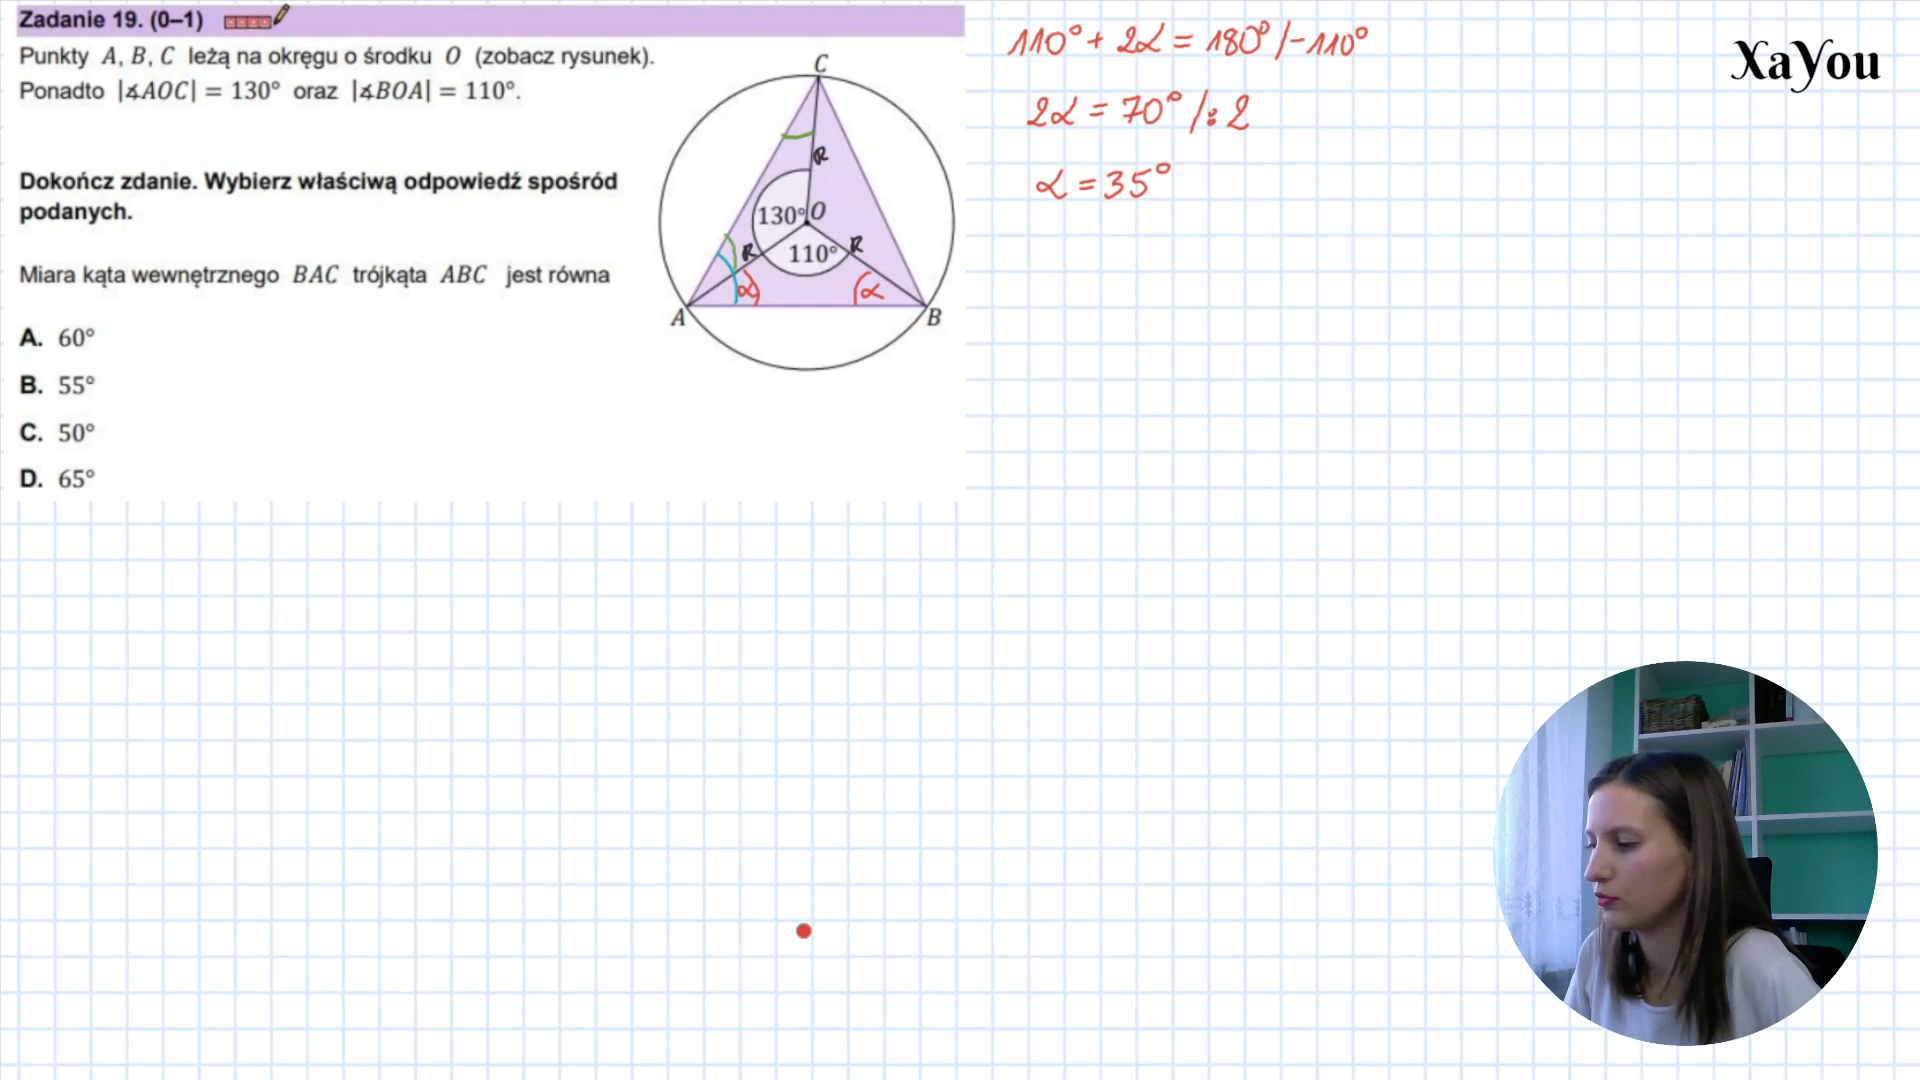 Zadanie 19. (0–1)
Punkty A, B, C leżą na okręgu o środku O (zobacz rysunek).
Ponadto |∡AOC| = 130° oraz |∡BOA| = 110°.
Dokończ zdanie. Wybierz właściwą odpowiedź spośród
podanych.
Miara kąta wewnętrznego BAC trójkąta ABC jest równa
A. 60°
B. 55°
C. 50°
D. 65°
C
R
130° O
R 110° R
α α
A B
110° + 2α = 180° /-110°
2α = 70° /:2
α = 35°
XaYou